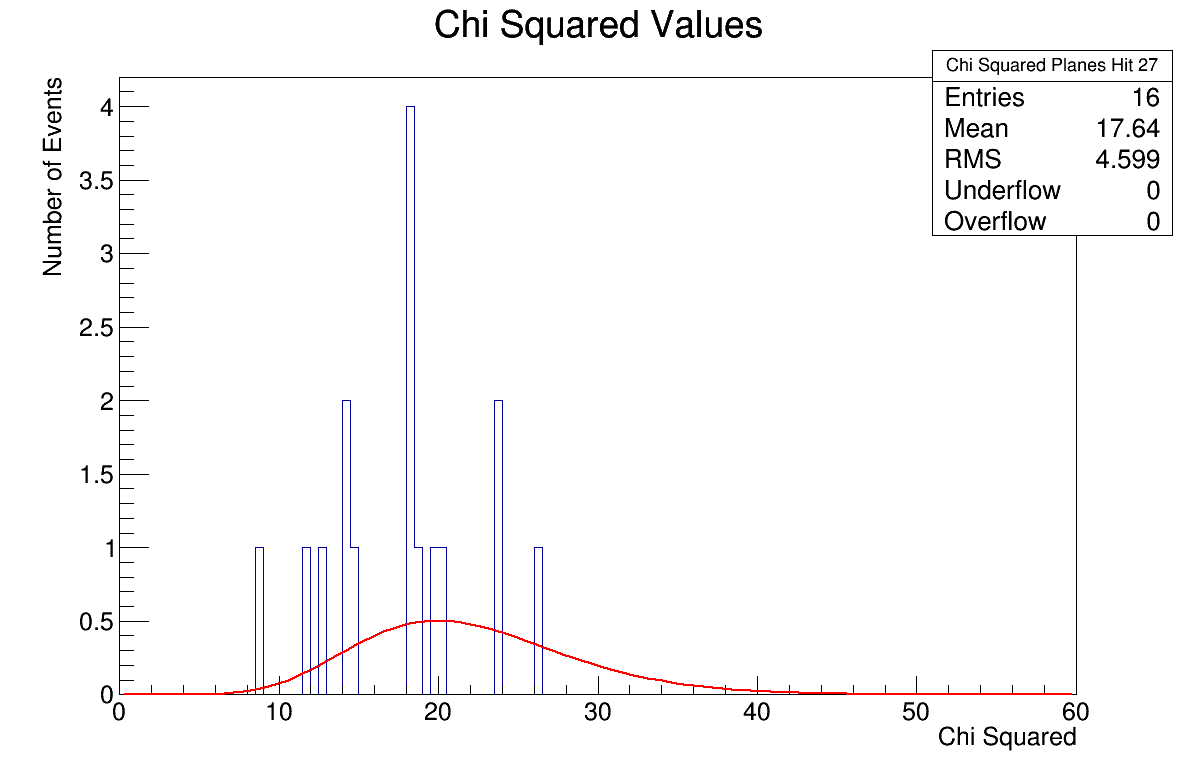 Chi Squared Values
Chi Squared Planes Hit 27
Entries 16
Mean 17.64
RMS 4.599
Underflow 0
Overflow 0
Number of Events
4
3.5
3
2.5
2
1.5
1
0.5
0
0 10 20 30 40 50 60
Chi Squared